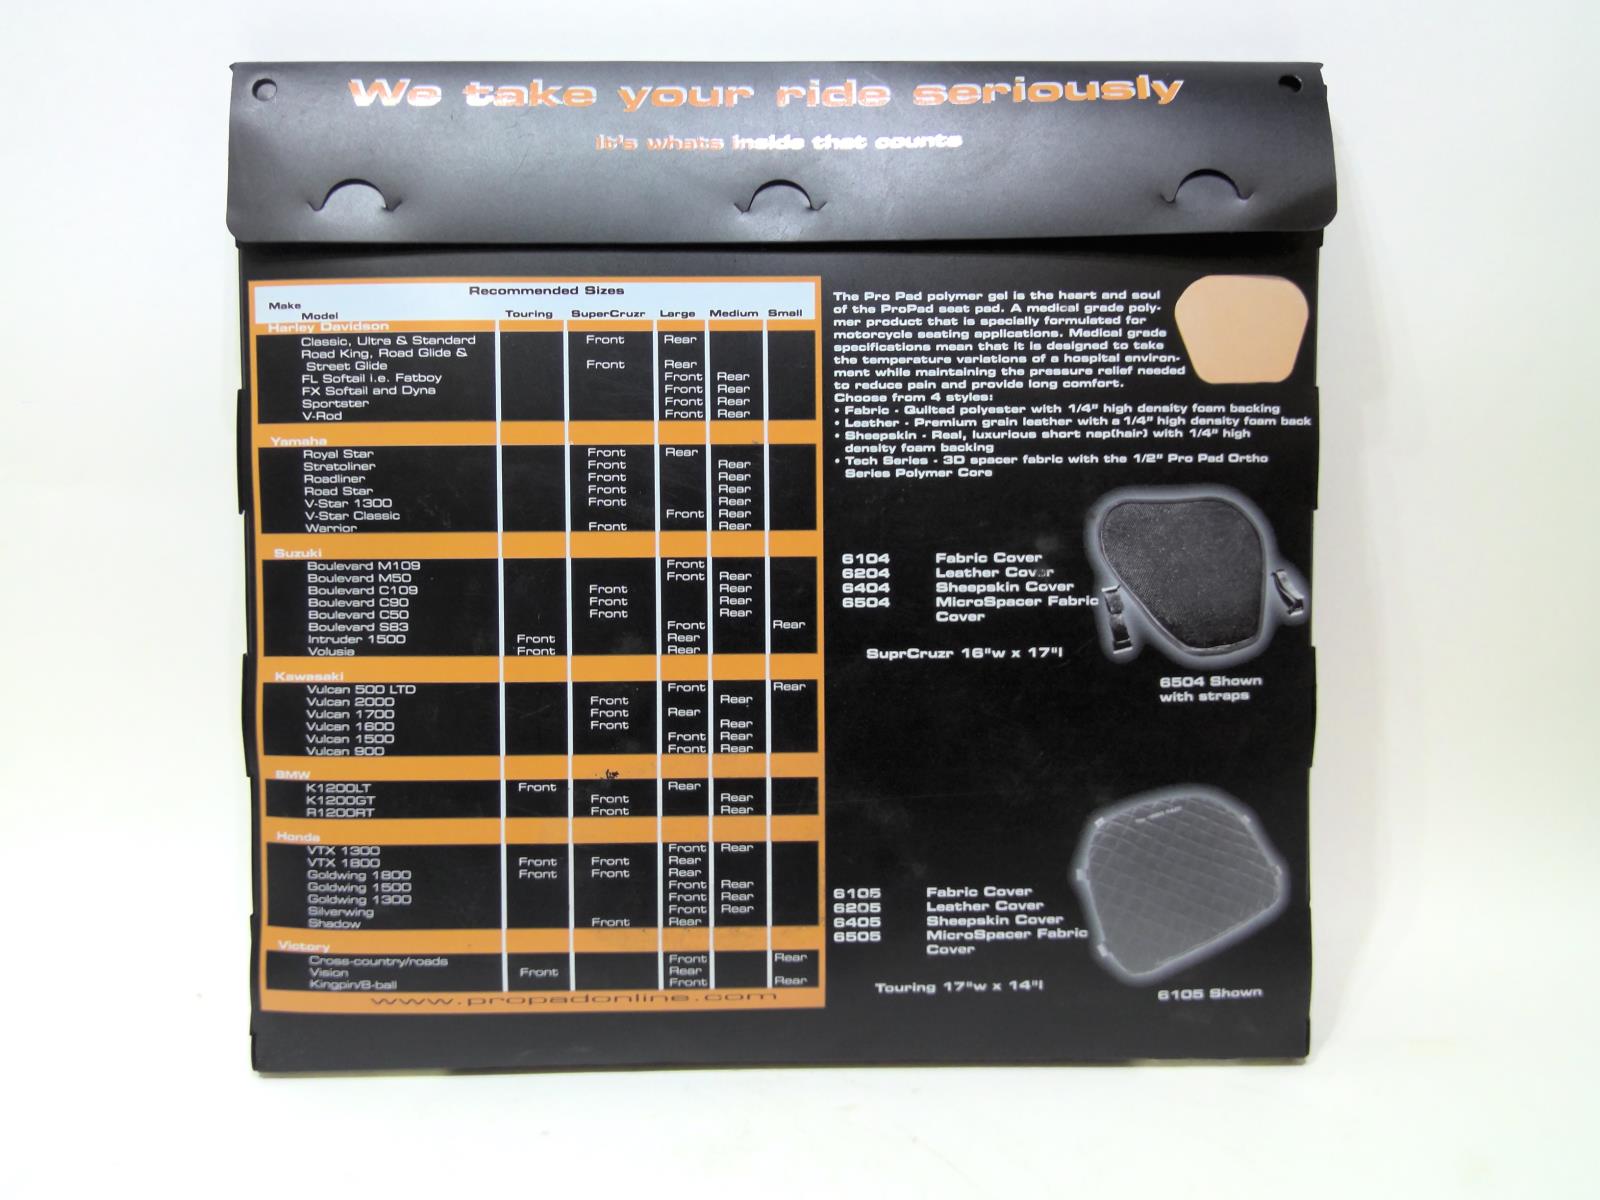 We take your ride seriously
It's whats inside that counts
Recommended Sizes
Make
Model Touring SuperCruzr Large Medium Small
Harley Davidson
Classic, Ultra & Standard Front Rear
Road King, Road Glide &
Street Glide Front Rear
FL Softail i.e. Fatboy Front Rear
FX Softail and Dyna Front Rear
Sportster Front Rear
V-Rod Front Rear
Yamaha
Royal Star Front Rear
Stratoliner Front Rear
Roadliner Front Rear
Road Star Front Rear
V-Star 1300 Front Rear
V-Star Classic Front Rear
Warrior Front Rear
Suzuki
Boulevard M109 Front
Boulevard M50 Front Rear
Boulevard C109 Front Rear
Boulevard C90 Front Rear
Boulevard C50 Front Rear
Boulevard S83 Front Rear
Intruder 1500 Front Rear
Volusia Front Rear
Kawasaki
Vulcan 500 LTD Front Rear
Vulcan 2000 Front Rear
Vulcan 1700 Front Rear
Vulcan 1600 Front Rear
Vulcan 1500 Front Rear
Vulcan 900 Front Rear
BMW
K1200LT Front Rear
K1200GT Front Rear
R1200RT Front Rear
Honda
VTX 1300 Front Rear
VTX 1800 Front Front Rear
Goldwing 1800 Front Front Rear
Goldwing 1500 Front Rear
Goldwing 1300 Front Rear
Silverwing Front Rear
Shadow Front Rear
Victory
Cross-country/roads Front Rear
Vision Front Rear
Kingpin/8-ball Front Rear
www.propadonline.com
The Pro Pad polymer gel is the heart and soul
of the ProPad seat pad. A medical grade poly-
mer product that is specially formulated for
motorcycle seating applications. Medical grade
specifications mean that it is designed to take
the temperature variations of a hospital environ-
ment while maintaining the pressure relief needed
to reduce pain and provide long comfort.
Choose from 4 styles:
• Fabric - Quilted polyester with 1/4" high density foam backing
• Leather - Premium grain leather with a 1/4" high density foam back
• Sheepskin - Real, luxurious short nap(hair) with 1/4" high
density foam backing
• Tech Series - 3D spacer fabric with the 1/2" Pro Pad Ortho
Series Polymer Core
6104 Fabric Cover
6204 Leather Cover
6404 Sheepskin Cover
6504 MicroSpacer Fabric
Cover
SuprCruzr 16"w x 17"l
6504 Shown
with straps
6105 Fabric Cover
6205 Leather Cover
6405 Sheepskin Cover
6505 MicroSpacer Fabric
Cover
Touring 17"w x 14"l
6105 Shown